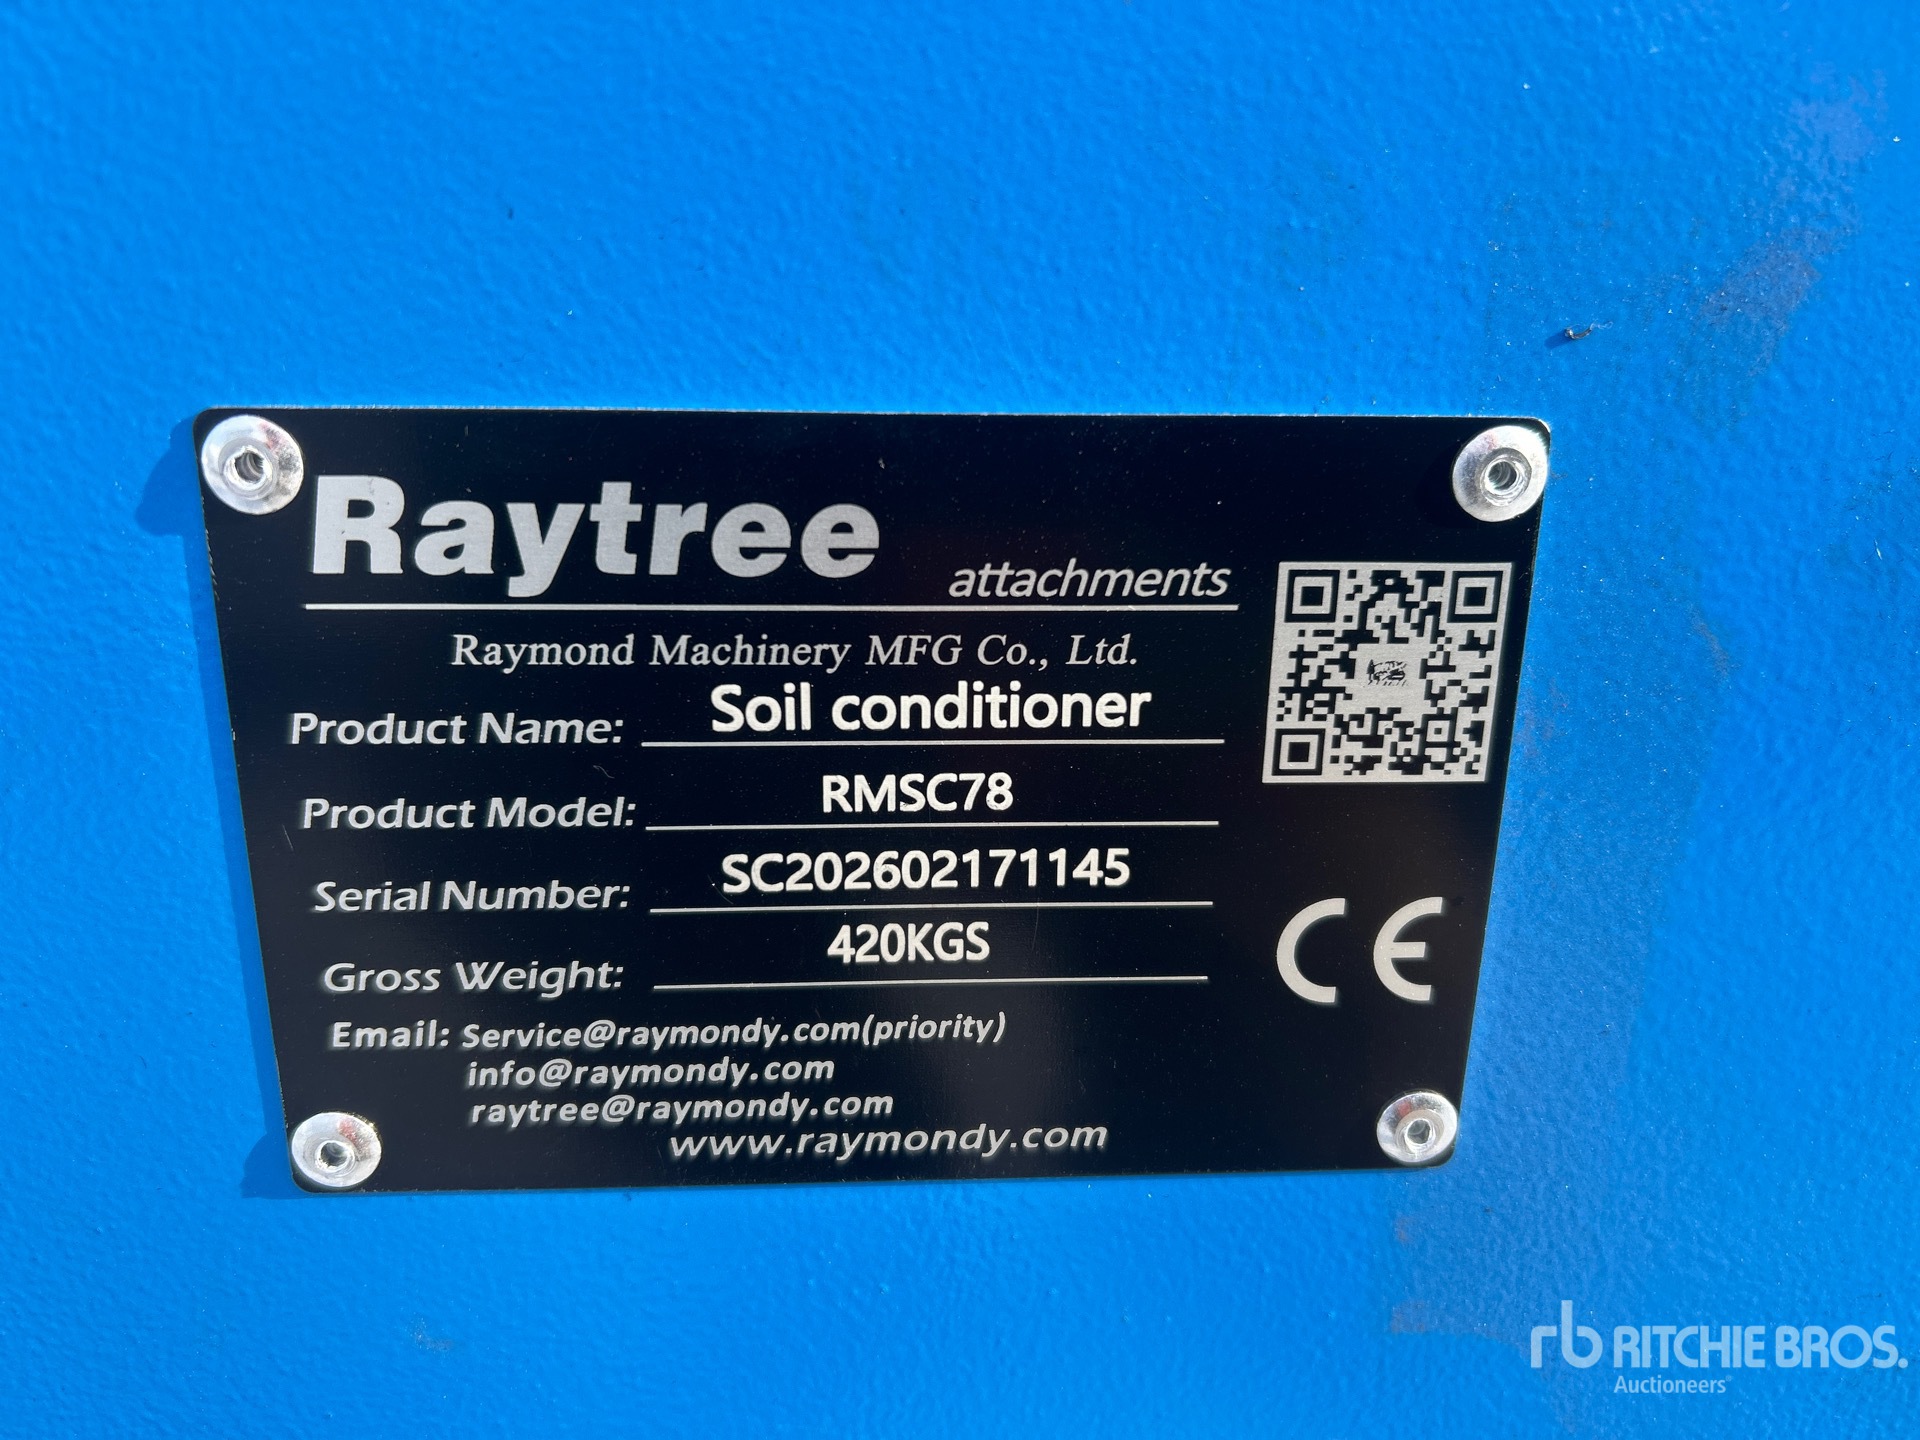 Raytree
attachments
Raymond Machinery MFG Co., Ltd.
Product Name: Soil conditioner
Product Model: RMSC78
Serial Number: SC202602171145
Gross Weight: 420KGS
CE
Email: Service@raymondy.com(priority)
info@raymondy.com
raytree@raymondy.com
www.raymondy.com
rb RITCHIE BROS.
Auctioneers